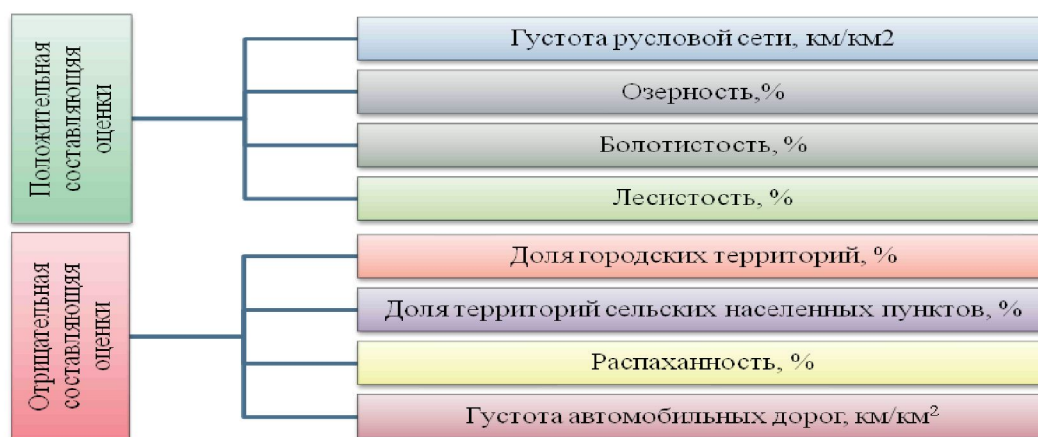 Положительная
составляющая
оценки
Густота русловой сети, км/км2
Озерность,%
Болотистость, %
Лесистость, %
Отрицательная
составляющая
оценки
Доля городских территорий, %
Доля территорий сельских населенных пунктов, %
Распаханность, %
Густота автомобильных дорог, км/км²